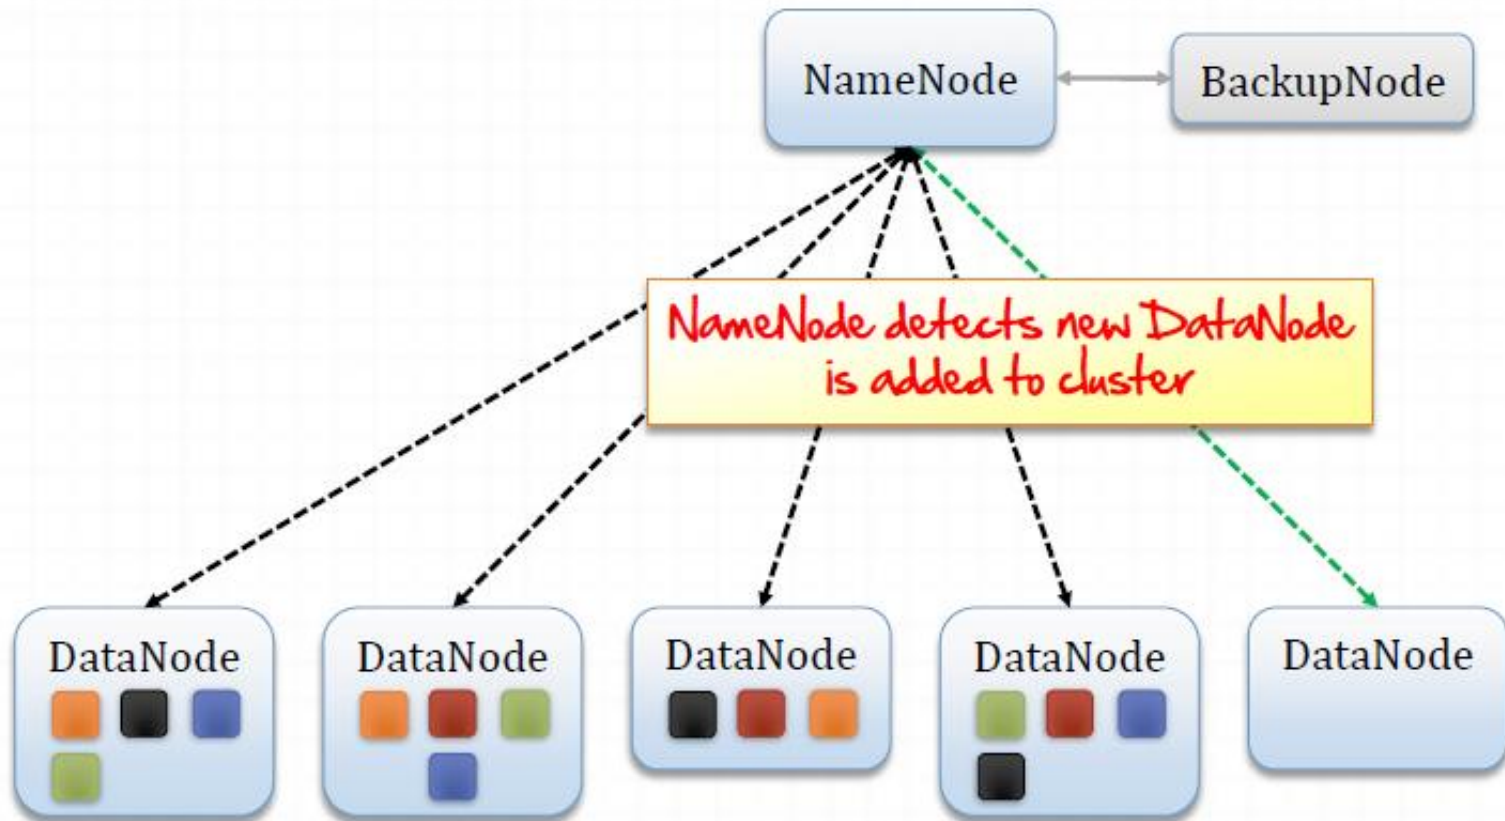 NameNode
BackupNode
NameNode detects new DataNode
is added to cluster
DataNode
DataNode
DataNode
DataNode
DataNode